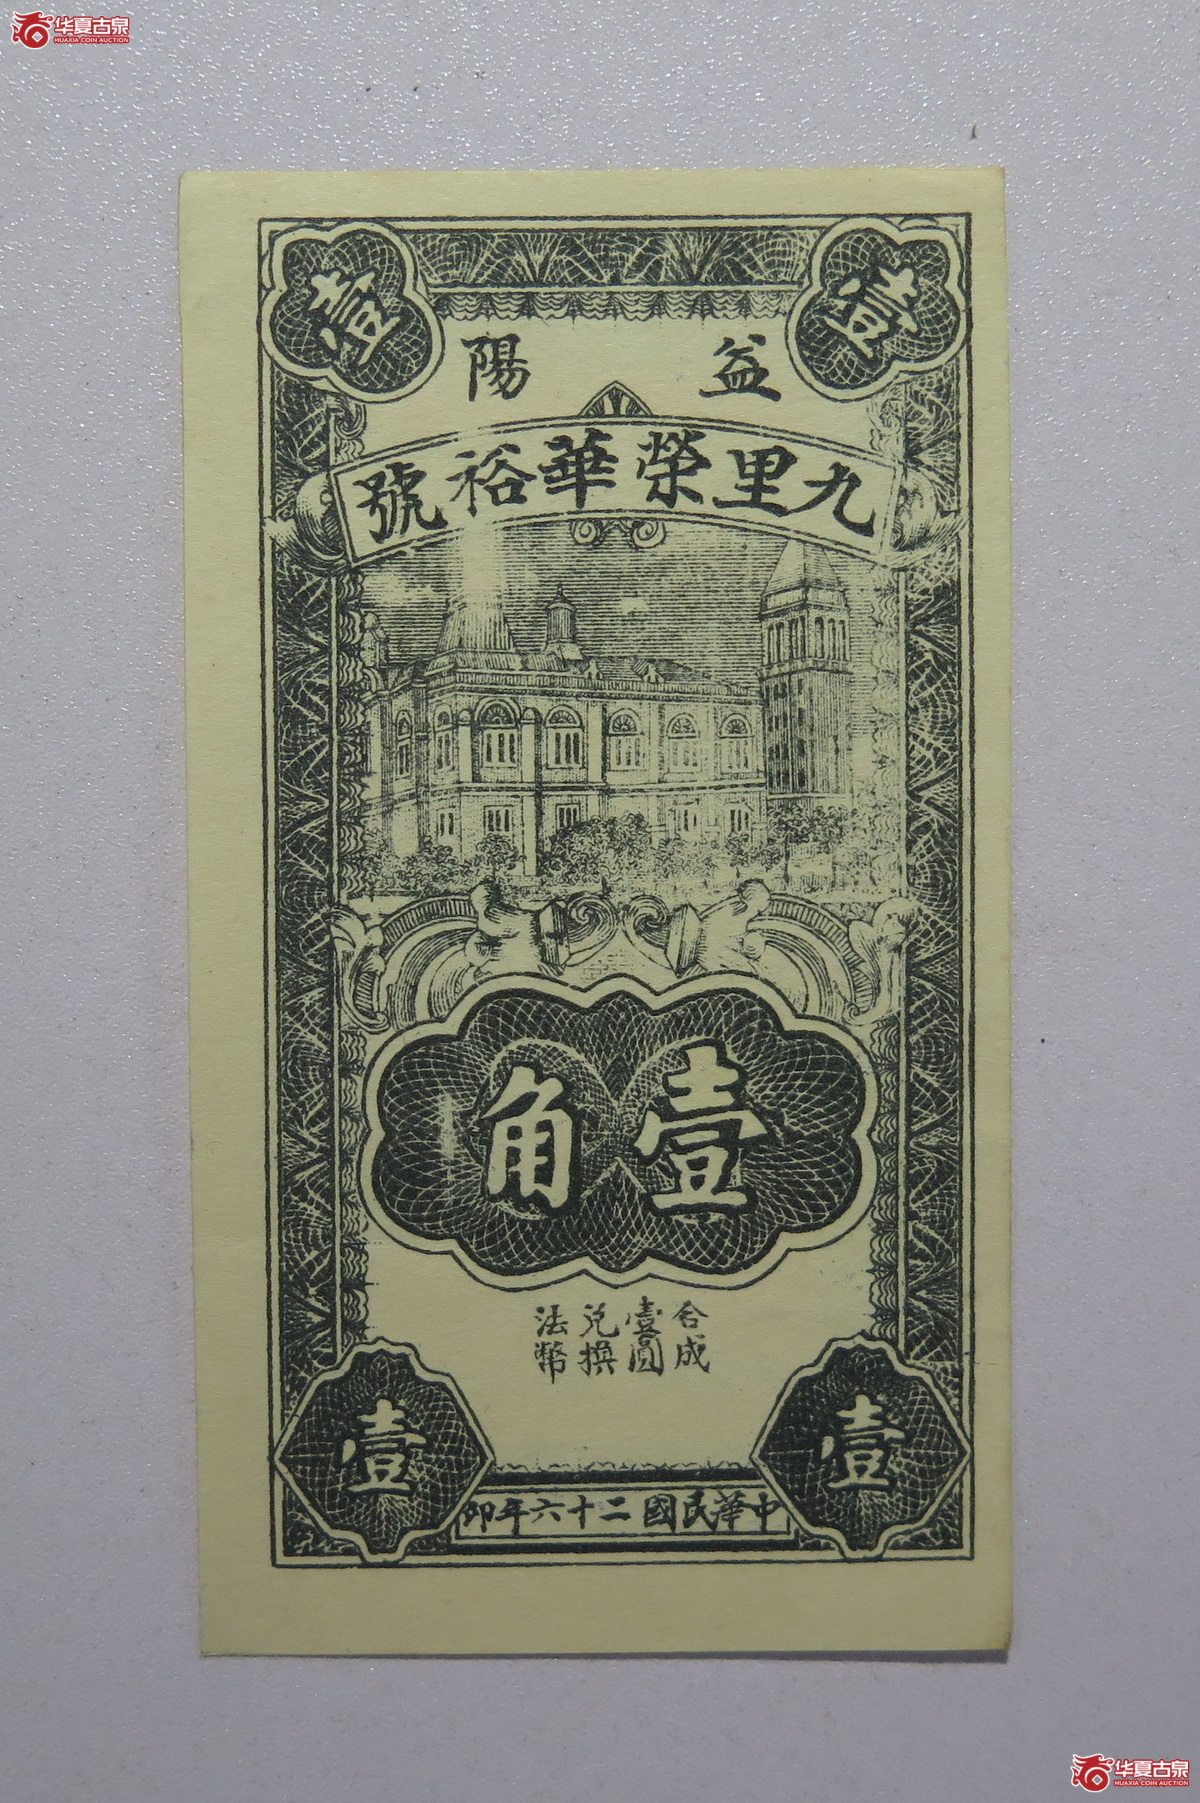 华夏古泉
HUAXIA COIN AUCTION
壹
壹
益陽
九里榮華裕號
壹角
合成
壹圓
兌換
法幣
壹
壹
中華民國二十六年印
华夏古泉
HUAXIA COIN AUCTION